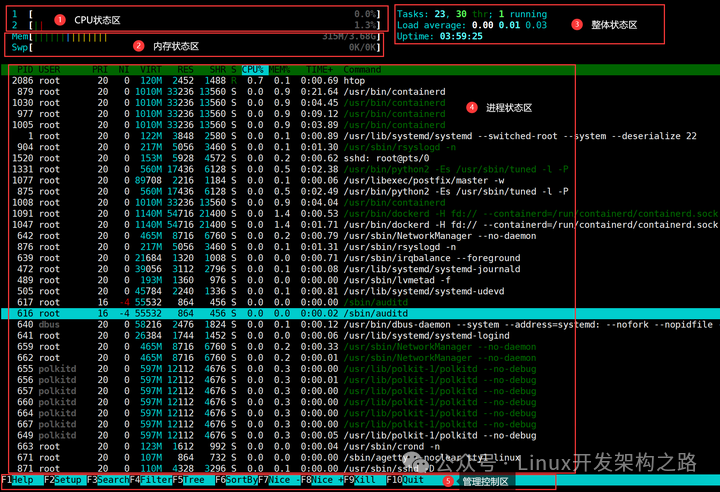 1 [ 0.0%]
① CPU状态区
2 [|| 1.3%]
Mem[||||||||||||||||| 315M/3.68G]
② 内存状态区
Swp[ 0K/0K]
Tasks: 23, 30 thr; 1 running
Load average: 0.00 0.01 0.03
Uptime: 03:59:25
③ 整体状态区
PID USER PRI NI VIRT RES SHR S CPU% MEM% TIME+ Command
2086 root 20 0 120M 2452 1488 R 0.7 0.1 0:00.69 htop
879 root 20 0 1010M 33236 13560 S 0.0 0.9 0:21.64 /usr/bin/containerd
1030 root 20 0 1010M 33236 13560 S 0.0 0.9 0:04.45 /usr/bin/containerd
977 root 20 0 1010M 33236 13560 S 0.0 0.9 0:09.12 /usr/bin/containerd
④ 进程状态区
1005 root 20 0 1010M 33236 13560 S 0.0 0.9 0:03.89 /usr/bin/containerd
1 root 20 0 122M 3848 2580 S 0.0 0.1 0:00.89 /usr/lib/systemd/systemd --switched-root --system --deserialize 22
904 root 20 0 217M 5056 3460 S 0.0 0.1 0:01.30 /usr/sbin/rsyslogd -n
1520 root 20 0 153M 5928 4572 S 0.0 0.2 0:00.62 sshd: root@pts/0
1331 root 20 0 560M 17436 6128 S 0.0 0.5 0:02.38 /usr/bin/python2 -Es /usr/sbin/tuned -l -P
1077 root 20 0 89708 2216 1184 S 0.0 0.1 0:00.06 /usr/libexec/postfix/master -w
875 root 20 0 560M 17436 6128 S 0.0 0.5 0:02.49 /usr/bin/python2 -Es /usr/sbin/tuned -l -P
1008 root 20 0 1010M 33236 13560 S 0.0 0.9 0:04.04 /usr/bin/containerd
1091 root 20 0 1140M 54716 21400 S 0.0 1.4 0:00.53 /usr/bin/dockerd -H fd:// --containerd=/run/containerd/containerd.sock
1047 root 20 0 1140M 54716 21400 S 0.0 1.4 0:01.71 /usr/bin/dockerd -H fd:// --containerd=/run/containerd/containerd.sock
642 root 20 0 465M 8716 6760 S 0.0 0.2 0:00.79 /usr/sbin/NetworkManager --no-daemon
876 root 20 0 217M 5056 3460 S 0.0 0.1 0:01.31 /usr/sbin/rsyslogd -n
639 root 20 0 21684 1320 1008 S 0.0 0.0 0:00.71 /usr/sbin/irqbalance --foreground
472 root 20 0 39056 3112 2796 S 0.0 0.1 0:00.08 /usr/lib/systemd/systemd-journald
489 root 20 0 193M 1360 976 S 0.0 0.0 0:00.00 /usr/sbin/lvmetad -f
505 root 20 0 45784 2240 1336 S 0.0 0.1 0:00.81 /usr/lib/systemd/systemd-udevd
617 root 16 -4 55532 864 456 S 0.0 0.0 0:00.00 /sbin/auditd
616 root 16 -4 55532 864 456 S 0.0 0.0 0:00.02 /sbin/auditd
640 dbus 20 0 58216 2476 1824 S 0.0 0.1 0:00.12 /usr/bin/dbus-daemon --system --address=systemd: --nofork --nopidfile
641 root 20 0 26384 1744 1452 S 0.0 0.0 0:00.06 /usr/lib/systemd/systemd-logind
659 root 20 0 465M 8716 6760 S 0.0 0.2 0:00.33 /usr/sbin/NetworkManager --no-daemon
662 root 20 0 465M 8716 6760 S 0.0 0.2 0:00.01 /usr/sbin/NetworkManager --no-daemon
655 polkitd 20 0 597M 12112 4676 S 0.0 0.3 0:00.01 /usr/lib/polkit-1/polkitd --no-debug
656 polkitd 20 0 597M 12112 4676 S 0.0 0.3 0:00.00 /usr/lib/polkit-1/polkitd --no-debug
657 polkitd 20 0 597M 12112 4676 S 0.0 0.3 0:00.00 /usr/lib/polkit-1/polkitd --no-debug
660 polkitd 20 0 597M 12112 4676 S 0.0 0.3 0:00.00 /usr/lib/polkit-1/polkitd --no-debug
664 polkitd 20 0 597M 12112 4676 S 0.0 0.3 0:00.00 /usr/lib/polkit-1/polkitd --no-debug
667 polkitd 20 0 597M 12112 4676 S 0.0 0.3 0:00.00 /usr/lib/polkit-1/polkitd --no-debug
649 polkitd 20 0 597M 12112 4676 S 0.0 0.3 0:00.05 /usr/lib/polkit-1/polkitd --no-debug
663 root 20 0 123M 1612 992 S 0.0 0.0 0:00.04 /usr/sbin/crond -n
671 root 20 0 107M 864 732 S 0.0 0.0 0:00.00 /sbin/agetty --noclear tty1 linux
871 root 20 0 110M 4328 3296 S 0.0 0.1 0:00.00 /usr/sbin/sshd
公众号 · Linux开发架构之路
F1Help F2Setup F3SearchF4FilterF5Tree F6SortByF7Nice -F8Nice +F9Kill F10Quit
⑤ 管理控制区